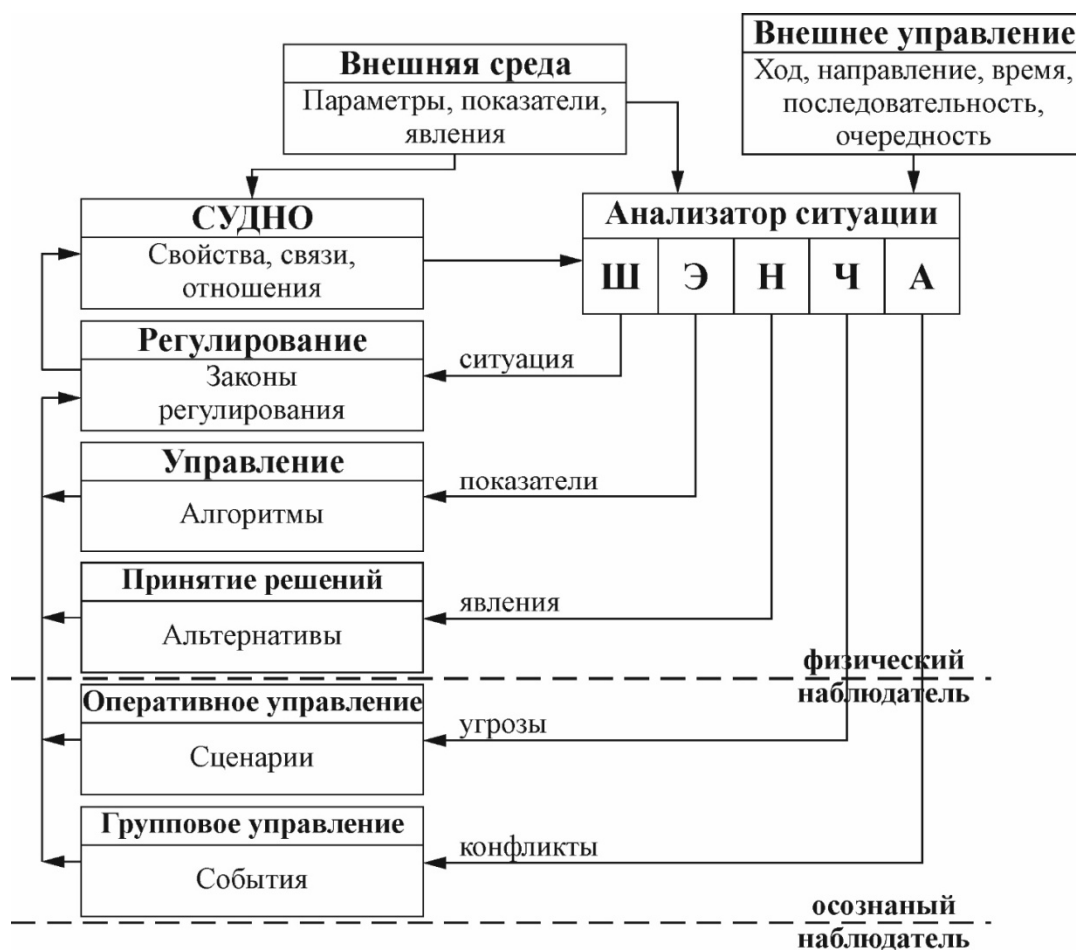 Внешняя среда
Параметры, показатели,
явления
Внешнее управление
Ход, направление, время,
последовательность,
очередность
СУДНО
Свойства, связи,
отношения
Анализатор ситуации
Ш Э Н Ч А
Регулирование
Законы
регулирования
ситуация
Управление
Алгоритмы
показатели
Принятие решений
Альтернативы
явления
физический
наблюдатель
Оперативное управление
Сценарии
угрозы
Групповое управление
События
конфликты
осознаный
наблюдатель